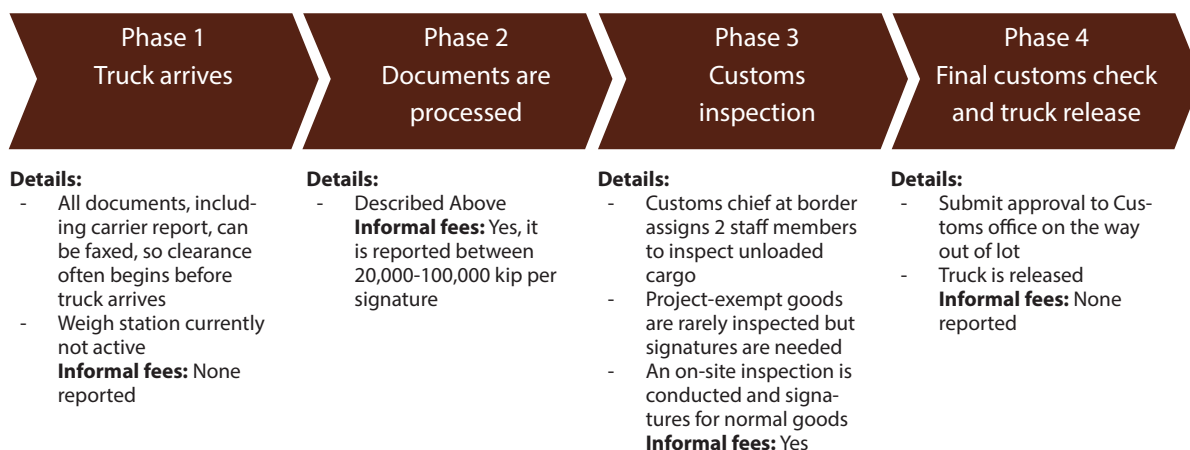 Phase 1
Truck arrives
Phase 2
Documents are
processed
Phase 3
Customs
inspection
Phase 4
Final customs check
and truck release
Details:
- All documents, includ-
ing carrier report, can
be faxed, so clearance
often begins before
truck arrives
- Weigh station currently
not active
Informal fees: None
reported
Details:
- Described Above
Informal fees: Yes, it
is reported between
20,000-100,000 kip per
signature
Details:
- Customs chief at border
assigns 2 staff members
to inspect unloaded
cargo
- Project-exempt goods
are rarely inspected but
signatures are needed
- An on-site inspection is
conducted and signa-
tures for normal goods
Informal fees: Yes
Details:
- Submit approval to Cus-
toms office on the way
out of lot
- Truck is released
Informal fees: None
reported